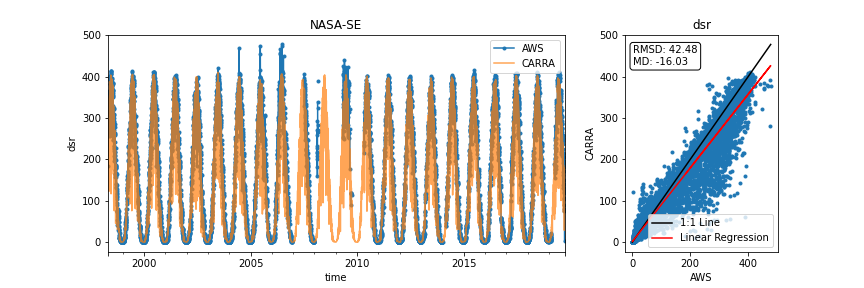 NASA-SE
dsr
500
400
300
200
100
0
dsr
2000
2005
2010
2015
time
AWS
CARRA
dsr
500
400
300
200
100
0
CARRA
0
200
400
AWS
RMSD: 42.48
MD: -16.03
1:1 Line
Linear Regression